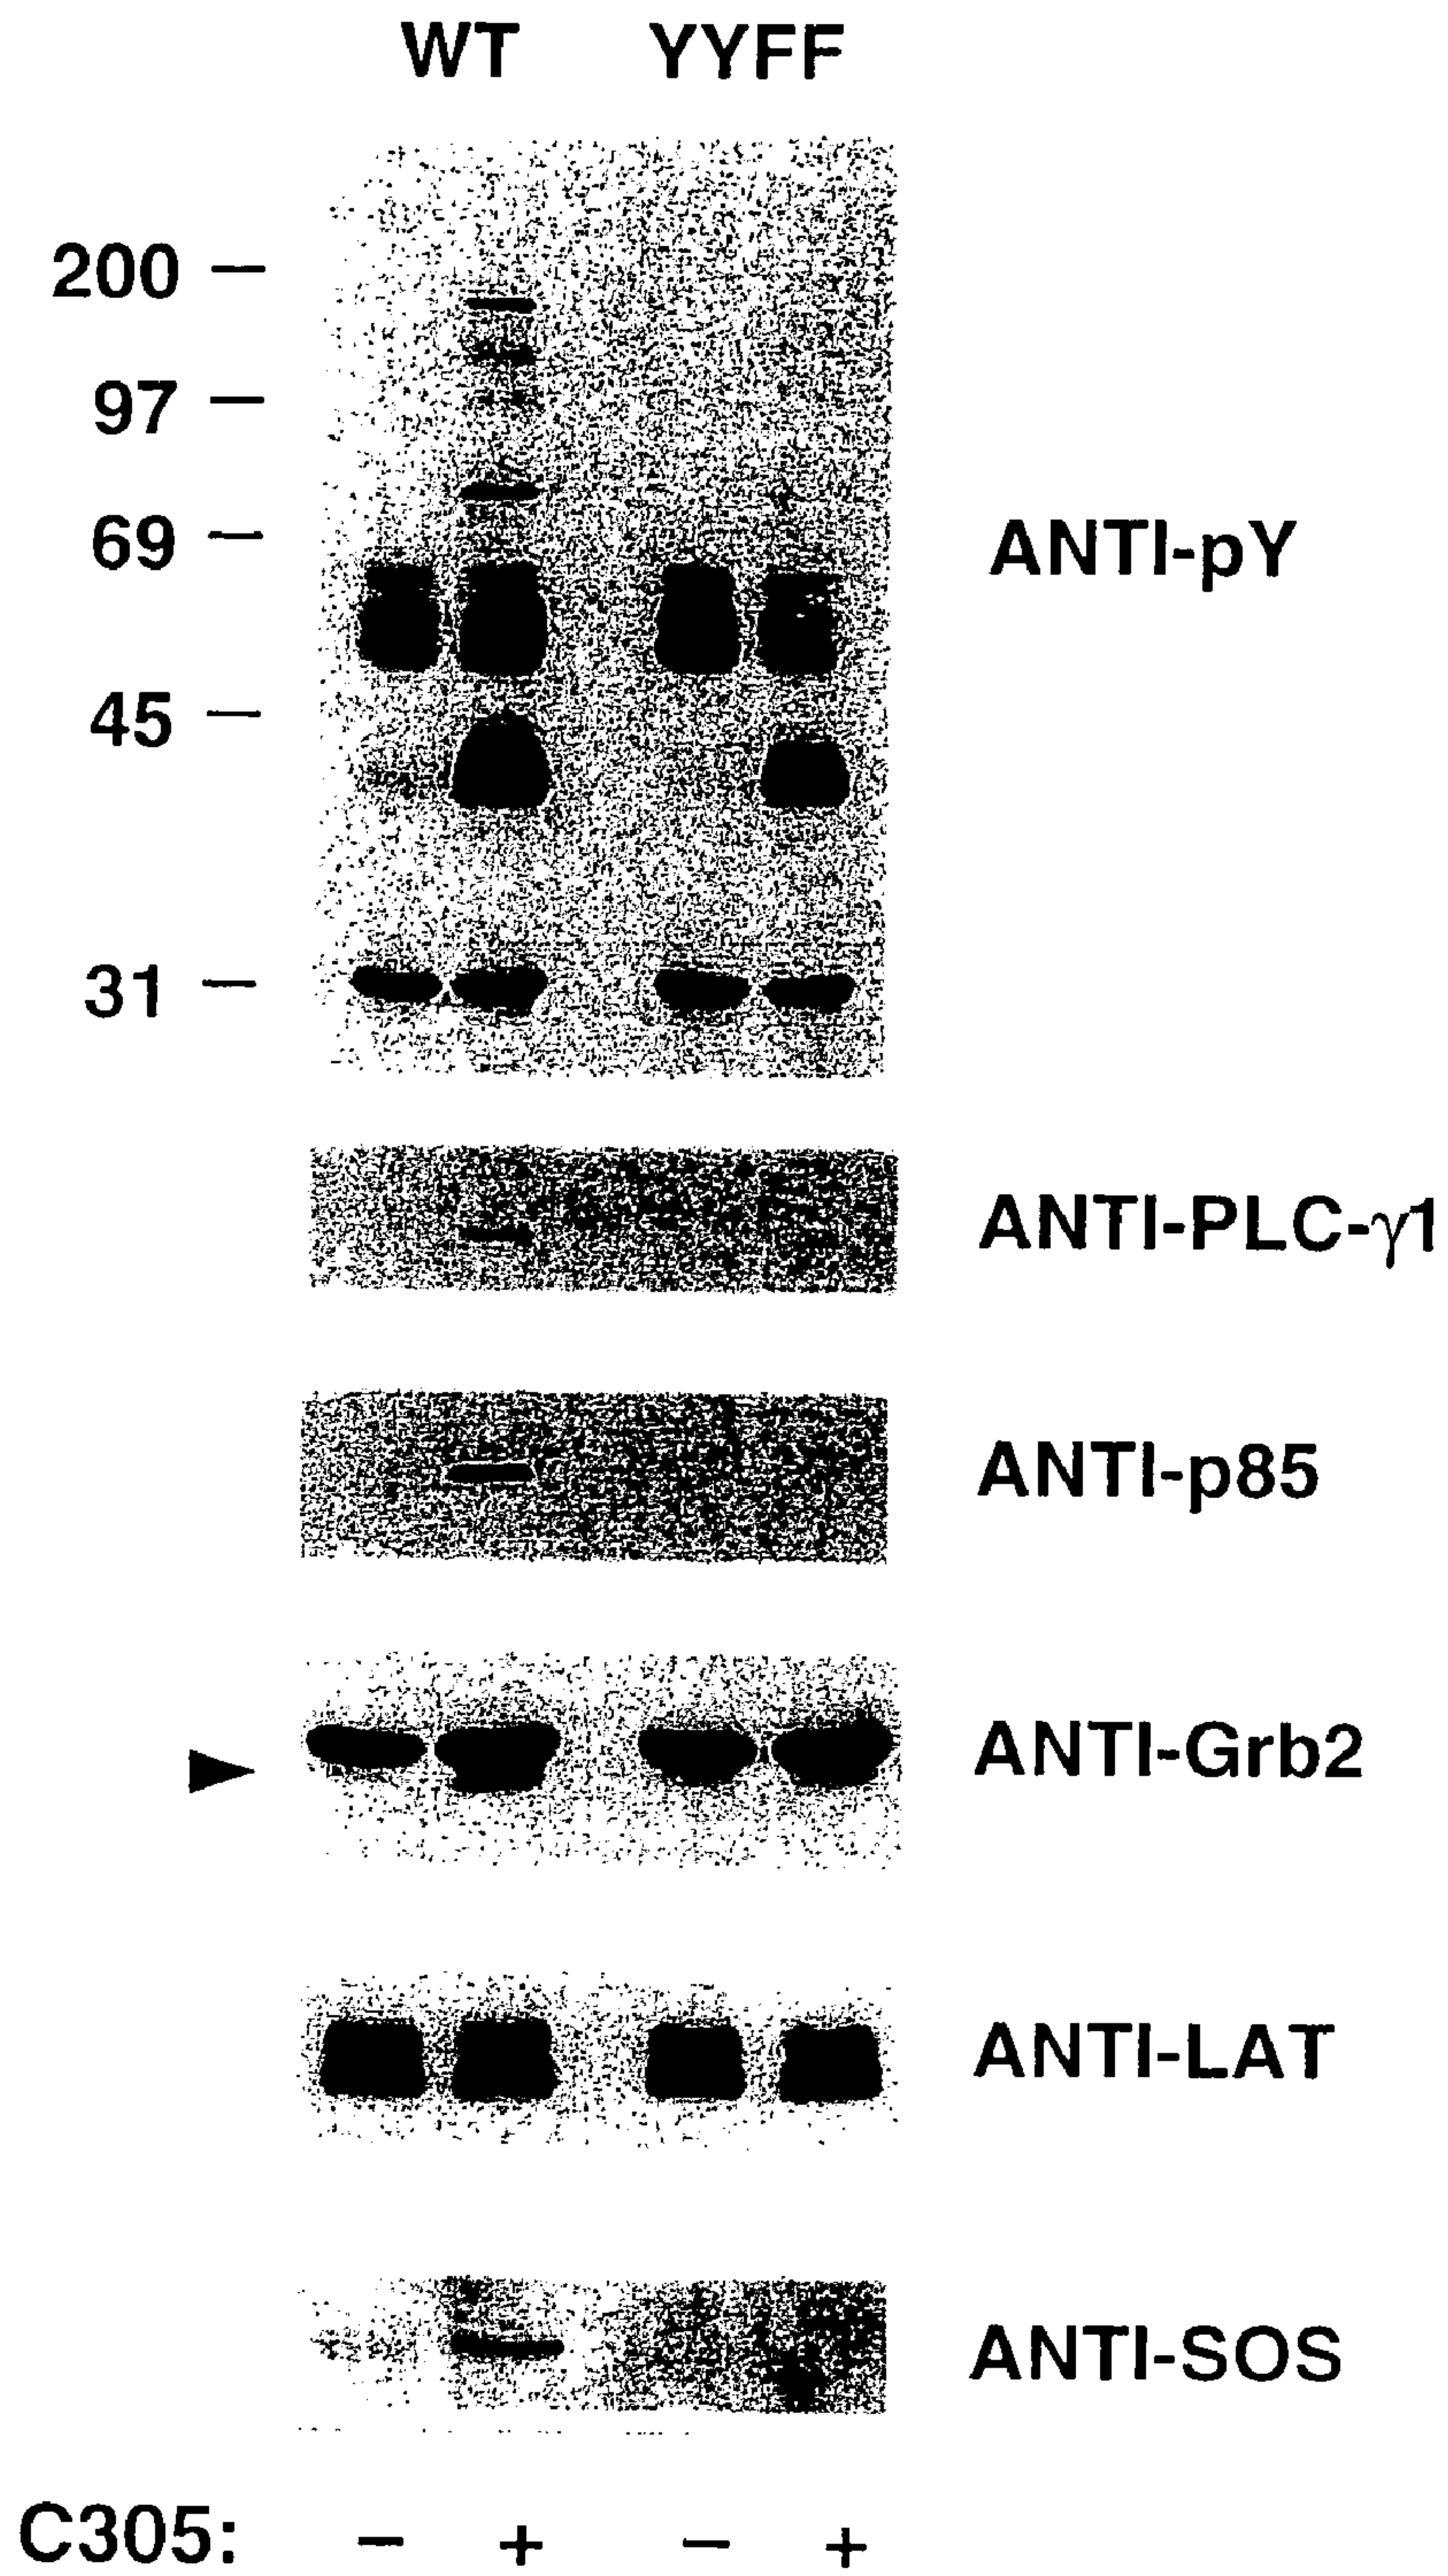 WT YYFF
200 –
97 –
69 –
ANTI-pY
45 –
31 –
ANTI-PLC-γ1
ANTI-p85
ANTI-Grb2
ANTI-LAT
ANTI-SOS
C305: – + – +